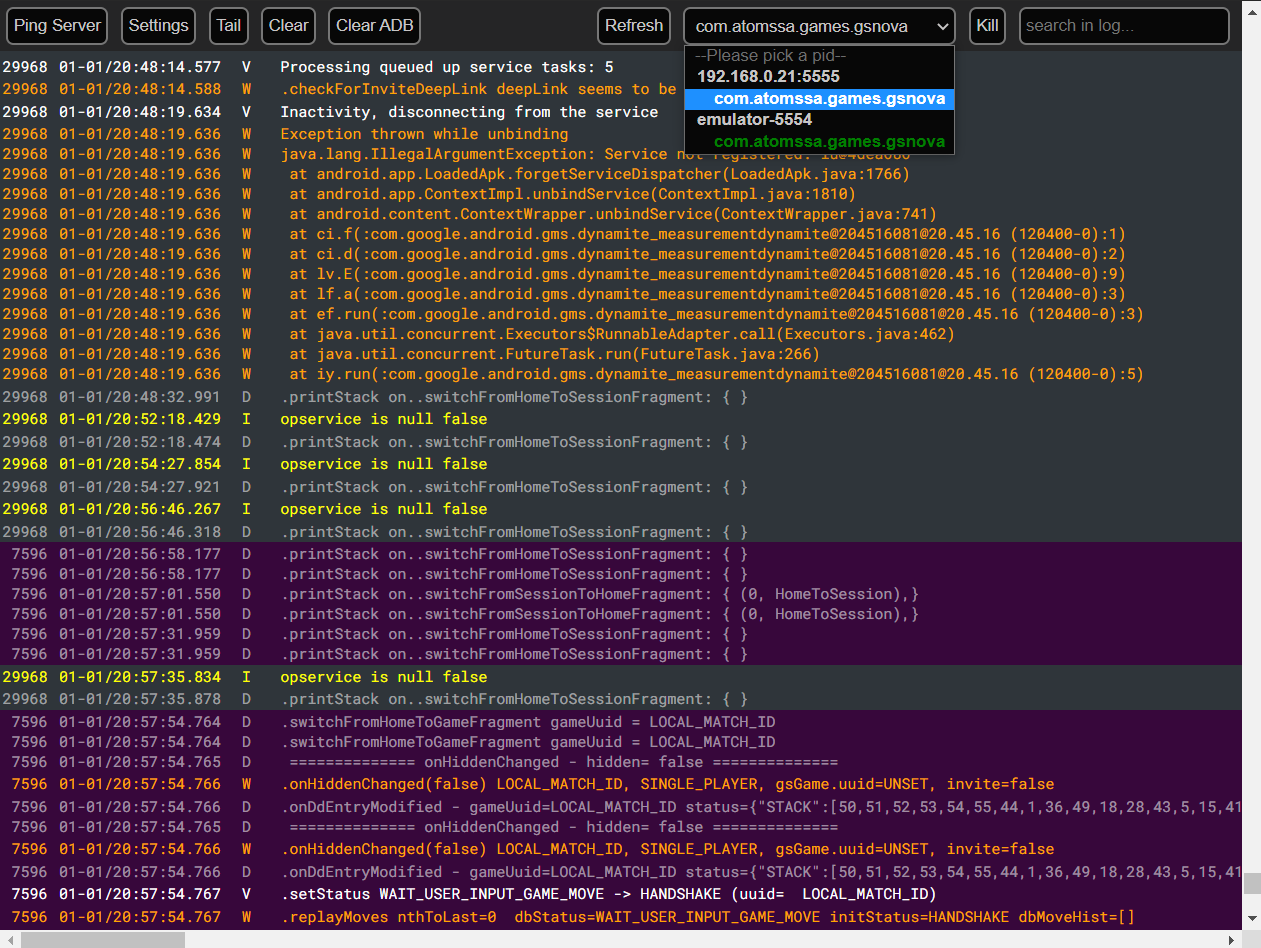 Ping Server Settings Tail Clear Clear ADB Refresh com.atomssa.games.gsnova Kill search in log...
--Please pick a pid--
192.168.0.21:5555
com.atomssa.games.gsnova
emulator-5554
com.atomssa.games.gsnova
29968 01-01/20:48:14.577 V Processing queued up service tasks: 5
29968 01-01/20:48:14.588 W .checkForInviteDeepLink deepLink seems to be
29968 01-01/20:48:19.634 V Inactivity, disconnecting from the service
29968 01-01/20:48:19.636 W Exception thrown while unbinding
29968 01-01/20:48:19.636 W java.lang.IllegalArgumentException: Service not registered:
29968 01-01/20:48:19.636 W at android.app.LoadedApk.forgetServiceDispatcher(LoadedApk.java:1766)
29968 01-01/20:48:19.636 W at android.app.ContextImpl.unbindService(ContextImpl.java:1810)
29968 01-01/20:48:19.636 W at android.content.ContextWrapper.unbindService(ContextWrapper.java:741)
29968 01-01/20:48:19.636 W at ci.f(:com.google.android.gms.dynamite_measurementdynamite@204516081@20.45.16 (120400-0):1)
29968 01-01/20:48:19.636 W at ci.d(:com.google.android.gms.dynamite_measurementdynamite@204516081@20.45.16 (120400-0):2)
29968 01-01/20:48:19.636 W at lv.E(:com.google.android.gms.dynamite_measurementdynamite@204516081@20.45.16 (120400-0):9)
29968 01-01/20:48:19.636 W at lf.a(:com.google.android.gms.dynamite_measurementdynamite@204516081@20.45.16 (120400-0):3)
29968 01-01/20:48:19.636 W at ef.run(:com.google.android.gms.dynamite_measurementdynamite@204516081@20.45.16 (120400-0):3)
29968 01-01/20:48:19.636 W at java.util.concurrent.Executors$RunnableAdapter.call(Executors.java:462)
29968 01-01/20:48:19.636 W at java.util.concurrent.FutureTask.run(FutureTask.java:266)
29968 01-01/20:48:19.636 W at iy.run(:com.google.android.gms.dynamite_measurementdynamite@204516081@20.45.16 (120400-0):5)
29968 01-01/20:48:32.991 D .printStack on..switchFromHomeToSessionFragment: { }
29968 01-01/20:52:18.429 I opservice is null false
29968 01-01/20:52:18.474 D .printStack on..switchFromHomeToSessionFragment: { }
29968 01-01/20:54:27.854 I opservice is null false
29968 01-01/20:54:27.921 D .printStack on..switchFromHomeToSessionFragment: { }
29968 01-01/20:56:46.267 I opservice is null false
29968 01-01/20:56:46.318 D .printStack on..switchFromHomeToSessionFragment: { }
7596 01-01/20:56:58.177 D .printStack on..switchFromHomeToSessionFragment: { }
7596 01-01/20:56:58.177 D .printStack on..switchFromHomeToSessionFragment: { }
7596 01-01/20:57:01.550 D .printStack on..switchFromSessionToHomeFragment: { (0, HomeToSession),}
7596 01-01/20:57:01.550 D .printStack on..switchFromSessionToHomeFragment: { (0, HomeToSession),}
7596 01-01/20:57:31.959 D .printStack on..switchFromHomeToSessionFragment: { }
7596 01-01/20:57:31.959 D .printStack on..switchFromHomeToSessionFragment: { }
29968 01-01/20:57:35.834 I opservice is null false
29968 01-01/20:57:35.878 D .printStack on..switchFromHomeToSessionFragment: { }
7596 01-01/20:57:54.764 D .switchFromHomeToGameFragment gameUuid = LOCAL_MATCH_ID
7596 01-01/20:57:54.764 D .switchFromHomeToGameFragment gameUuid = LOCAL_MATCH_ID
7596 01-01/20:57:54.765 D ============== onHiddenChanged - hidden= false ==============
7596 01-01/20:57:54.766 W .onHiddenChanged(false) LOCAL_MATCH_ID, SINGLE_PLAYER, gsGame.uuid=UNSET, invite=false
7596 01-01/20:57:54.766 D .onDdEntryModified - gameUuid=LOCAL_MATCH_ID status={"STACK":[50,51,52,53,54,55,44,1,36,49,18,28,43,5,15,41
7596 01-01/20:57:54.765 D ============== onHiddenChanged - hidden= false ==============
7596 01-01/20:57:54.766 W .onHiddenChanged(false) LOCAL_MATCH_ID, SINGLE_PLAYER, gsGame.uuid=UNSET, invite=false
7596 01-01/20:57:54.766 D .onDdEntryModified - gameUuid=LOCAL_MATCH_ID status={"STACK":[50,51,52,53,54,55,44,1,36,49,18,28,43,5,15,41
7596 01-01/20:57:54.767 V .setStatus WAIT_USER_INPUT_GAME_MOVE -> HANDSHAKE (uuid= LOCAL_MATCH_ID)
7596 01-01/20:57:54.767 W .replayMoves nthToLast=0 dbStatus=WAIT_USER_INPUT_GAME_MOVE initStatus=HANDSHAKE dbMoveHist=[]